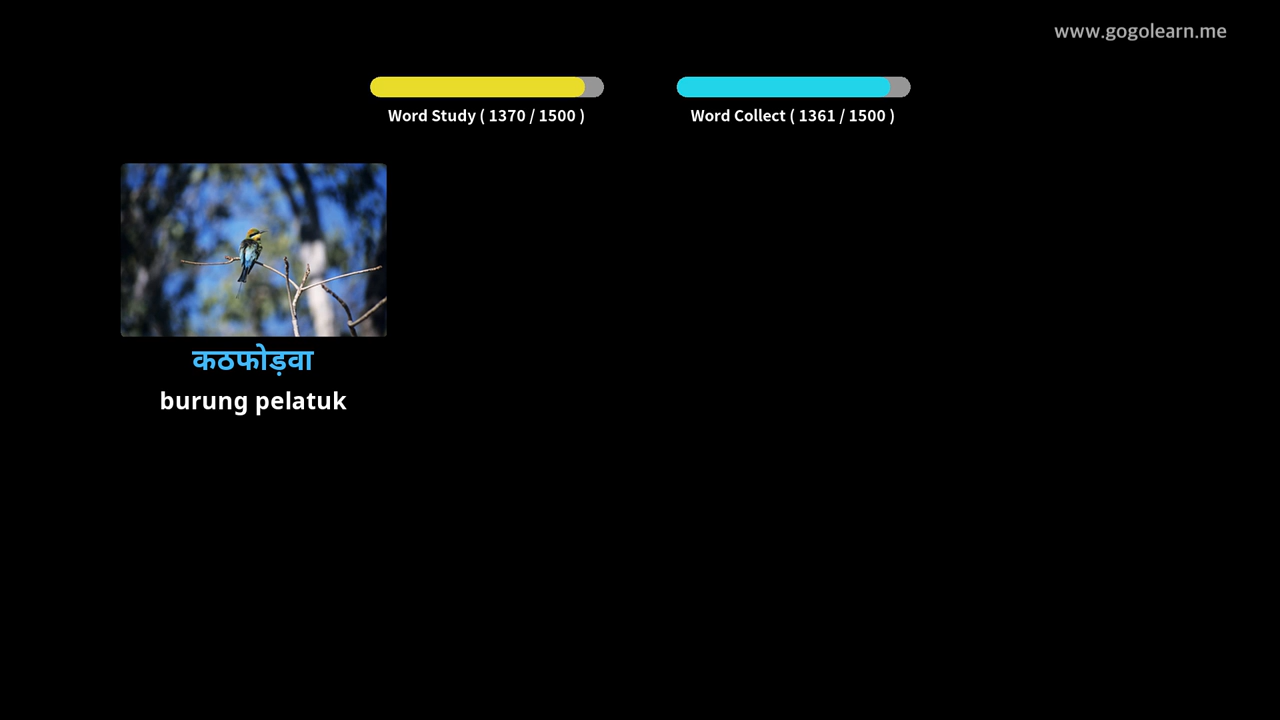 www.gogolearn.me
Word Study ( 1370 / 1500 )
Word Collect ( 1361 / 1500 )
कठफोड़वा
burung pelatuk